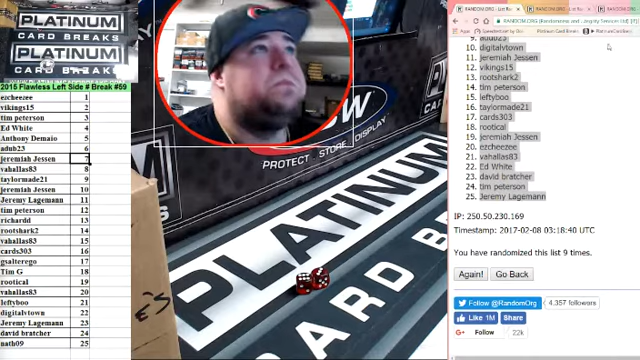 PLATINUM
CARD BREAKS
PLATINUM
2015 Flawless Left Side # Break #59
ezcheezee 1
vikings15 2
tim peterson 3
Ed White 4
Anthony Demaio 5
adub23 6
jeremiah Jessen 7
vahallas83 8
taylormade21 9
jeremiah Jessen 10
Jeremy Lagemann 11
tim peterson 12
richardd 13
rootshark2 14
vahallas83 15
cards303 16
gsalterego 17
Tim G 18
rootical 19
vahallas83 20
leftyboo 21
digitalvtown 22
Jeremy Lagemann 23
david bratcher 24
nath09 25
PROTECT STORE DISPLAY
PLATINUM
PLATINUM
CARD B
10. digitalvtown
11. jeremiah Jessen
12. vikings15
13. rootshark2
14. tim peterson
15. leftyboo
16. taylormade21
17. cards303
18. rootical
19. jeremiah Jessen
20. ezcheezee
21. vahallas83
22. Ed White
23. david bratcher
24. tim peterson
25. Jeremy Lagemann
IP: 250.50.230.169
Timestamp: 2017-02-08 03:18:40 UTC
You randomized this list 9 times.
Again! Go Back
Follow @RandomOrg 4,357 followers
Like 1M Share
Follow 22k